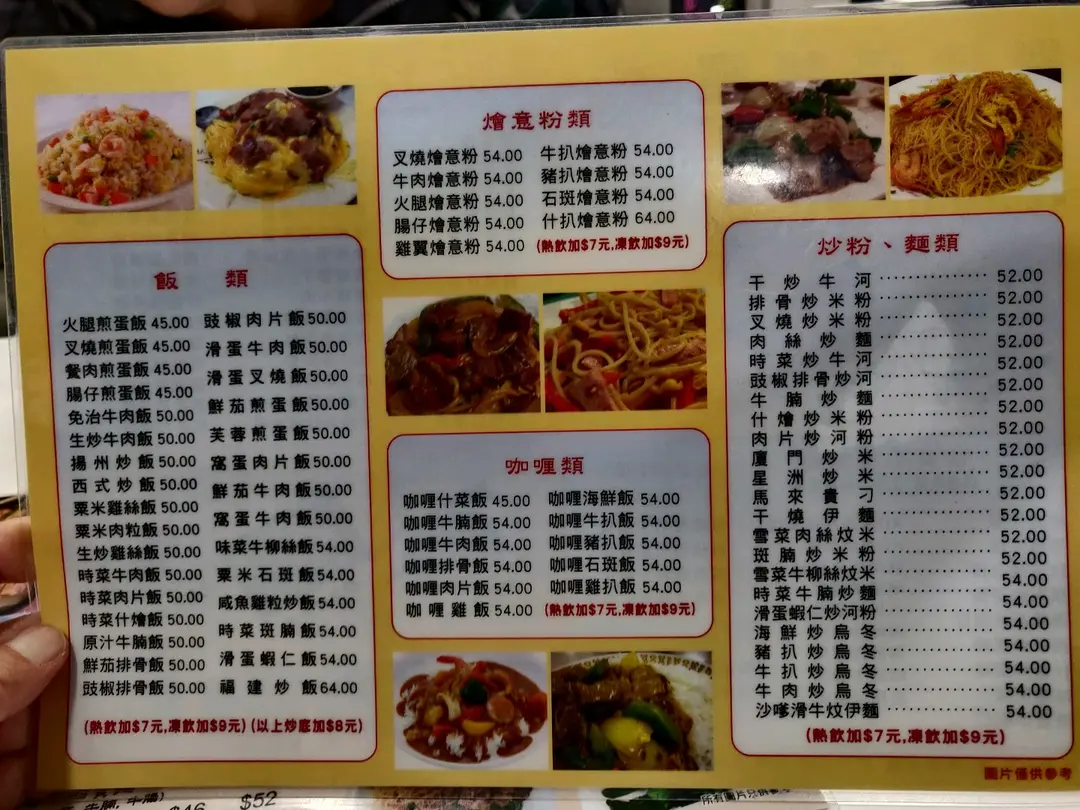 飯類
火腿煎蛋飯 45.00
叉燒煎蛋飯 45.00
餐肉煎蛋飯 45.00
腸仔煎蛋飯 45.00
免治牛肉飯 50.00
生炒牛肉飯 50.00
揚州炒飯 50.00
西式炒飯 50.00
粟米雞絲飯 50.00
粟米肉粒飯 50.00
生炒雞絲飯 50.00
時菜牛肉飯 50.00
時菜肉片飯 50.00
時菜什燴飯 50.00
原汁牛腩飯 50.00
鮮茄排骨飯 50.00
豉椒排骨飯 50.00
豉椒肉片飯 50.00
滑蛋牛肉飯 50.00
滑蛋叉燒飯 50.00
鮮茄煎蛋飯 50.00
芙蓉煎蛋飯 50.00
窩蛋肉片飯 50.00
鮮茄牛肉飯 50.00
窩蛋牛肉飯 50.00
味菜牛柳絲飯 54.00
粟米石斑飯 54.00
咸魚雞粒炒飯 54.00
時菜斑腩飯 54.00
滑蛋蝦仁飯 54.00
福建炒飯 64.00
(熱飲加$7元,凍飲加$9元) (以上炒底加$8元)
燴意粉類
叉燒燴意粉 54.00
牛肉燴意粉 54.00
火腿燴意粉 54.00
腸仔燴意粉 54.00
雞翼燴意粉 54.00
牛扒燴意粉 54.00
豬扒燴意粉 54.00
石斑燴意粉 54.00
什扒燴意粉 64.00
(熱飲加$7元,凍飲加$9元)
咖喱類
咖喱什菜飯 45.00
咖喱牛腩飯 54.00
咖喱牛肉飯 54.00
咖喱排骨飯 54.00
咖喱肉片飯 54.00
咖喱雞飯 54.00
咖喱海鮮飯 54.00
咖喱牛扒飯 54.00
咖喱豬扒飯 54.00
咖喱石斑飯 54.00
咖喱雞扒飯 54.00
(熱飲加$7元,凍飲加$9元)
炒粉、麵類
干炒牛河 52.00
排骨炒米粉 52.00
叉燒炒米粉 52.00
肉絲炒麵 52.00
時菜炒牛河 52.00
豉椒排骨炒河 52.00
牛腩炒麵 52.00
什燴炒米粉 52.00
肉片炒河粉 52.00
廈門炒米 52.00
星洲炒米 52.00
馬來貴刁 52.00
干燒伊麵 52.00
雪菜肉絲炆米 52.00
斑腩炒米粉 54.00
雪菜牛柳絲炆米 54.00
時菜牛腩炒麵 54.00
滑蛋蝦仁炒河粉 54.00
海鮮炒烏冬 54.00
豬扒炒烏冬 54.00
牛扒炒烏冬 54.00
牛肉炒烏冬 54.00
沙嗲滑牛炆伊麵 54.00
(熱飲加$7元,凍飲加$9元)
圖片僅供參考
$46 $52